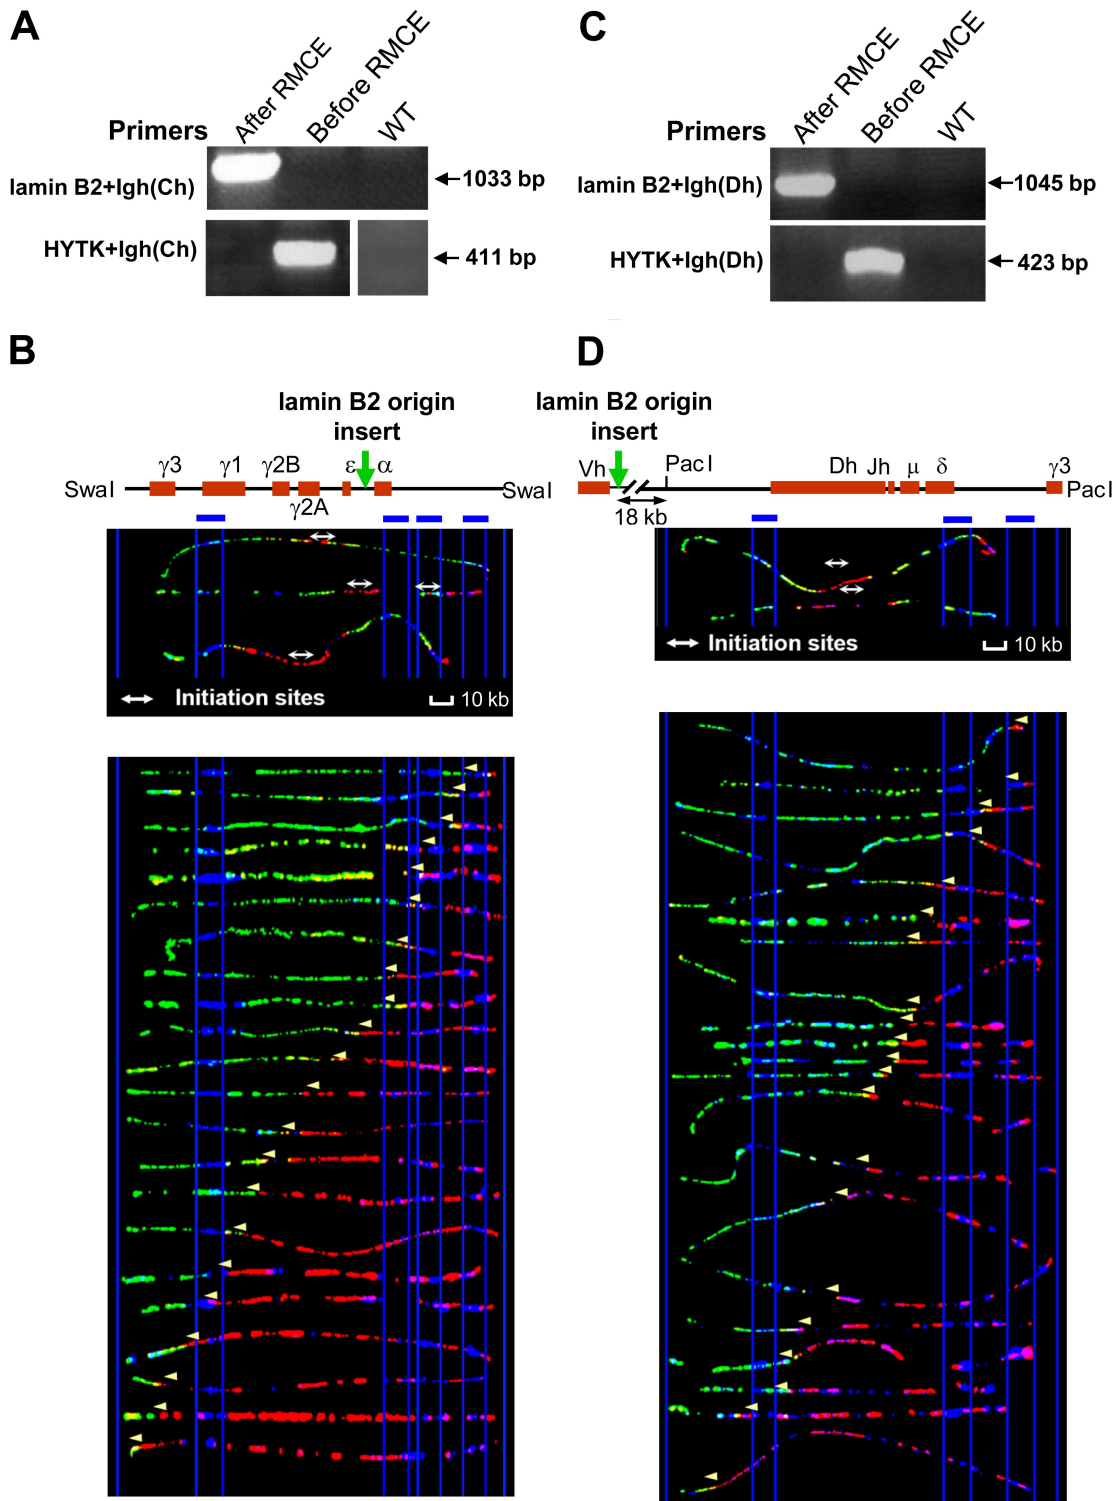 A
Primers
After RMCE
Before RMCE
WT
lamin B2+Igh(Ch)
1033 bp
HYTK+Igh(Ch)
411 bp
C
Primers
After RMCE
Before RMCE
WT
lamin B2+Igh(Dh)
1045 bp
HYTK+Igh(Dh)
423 bp
B
lamin B2 origin
insert
γ3
γ1
γ2B
γ2A
ε
α
SwaI
SwaI
Initiation sites
10 kb
D
lamin B2 origin
insert
Vh
PacI
Dh
Jh
μ
δ
γ3
PacI
18 kb
Initiation sites
10 kb